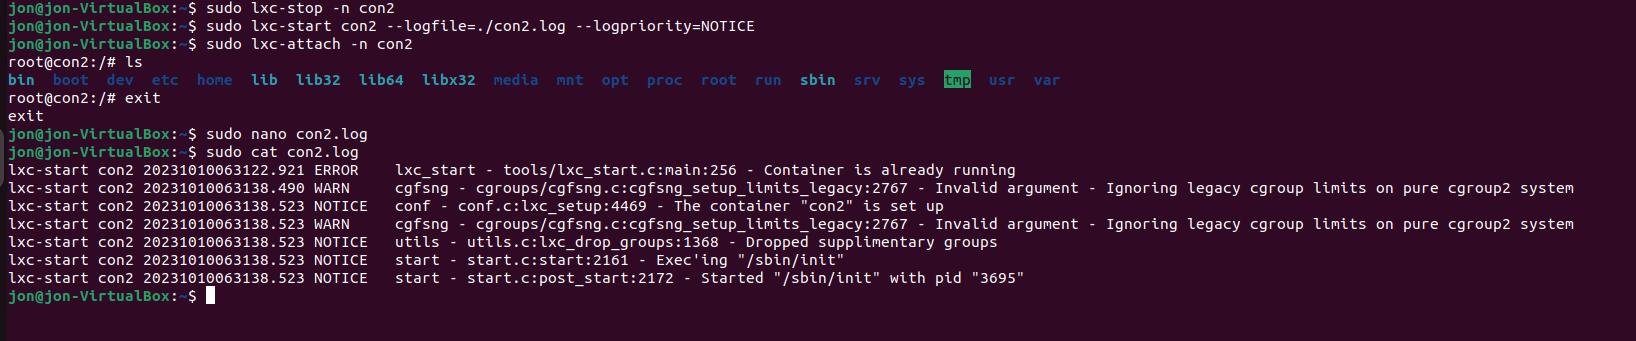 jon@jon-VirtualBox:~$ sudo lxc-stop -n con2
jon@jon-VirtualBox:~$ sudo lxc-start con2 --logfile=./con2.log --logpriority=NOTICE
jon@jon-VirtualBox:~$ sudo lxc-attach -n con2
root@con2:/# ls
bin boot dev etc home lib lib32 lib64 libx32 media mnt opt proc root run sbin srv sys tmp usr var
root@con2:/# exit
exit
jon@jon-VirtualBox:~$ sudo nano con2.log
jon@jon-VirtualBox:~$ sudo cat con2.log
lxc-start con2 20231010063122.921 ERROR    lxc_start - tools/lxc_start.c:main:256 - Container is already running
lxc-start con2 20231010063138.490 WARN     cgfsng - cgroups/cgfsng.c:cgfsng_setup_limits_legacy:2767 - Invalid argument - Ignoring legacy cgroup limits on pure cgroup2 system
lxc-start con2 20231010063138.523 NOTICE   conf - conf.c:lxc_setup:4469 - The container "con2" is set up
lxc-start con2 20231010063138.523 WARN     cgfsng - cgroups/cgfsng.c:cgfsng_setup_limits_legacy:2767 - Invalid argument - Ignoring legacy cgroup limits on pure cgroup2 system
lxc-start con2 20231010063138.523 NOTICE   utils - utils.c:lxc_drop_groups:1368 - Dropped supplimentary groups
lxc-start con2 20231010063138.523 NOTICE   start - start.c:start:2161 - Exec'ing "/sbin/init"
lxc-start con2 20231010063138.523 NOTICE   start - start.c:post_start:2172 - Started "/sbin/init" with pid "3695"
jon@jon-VirtualBox:~$